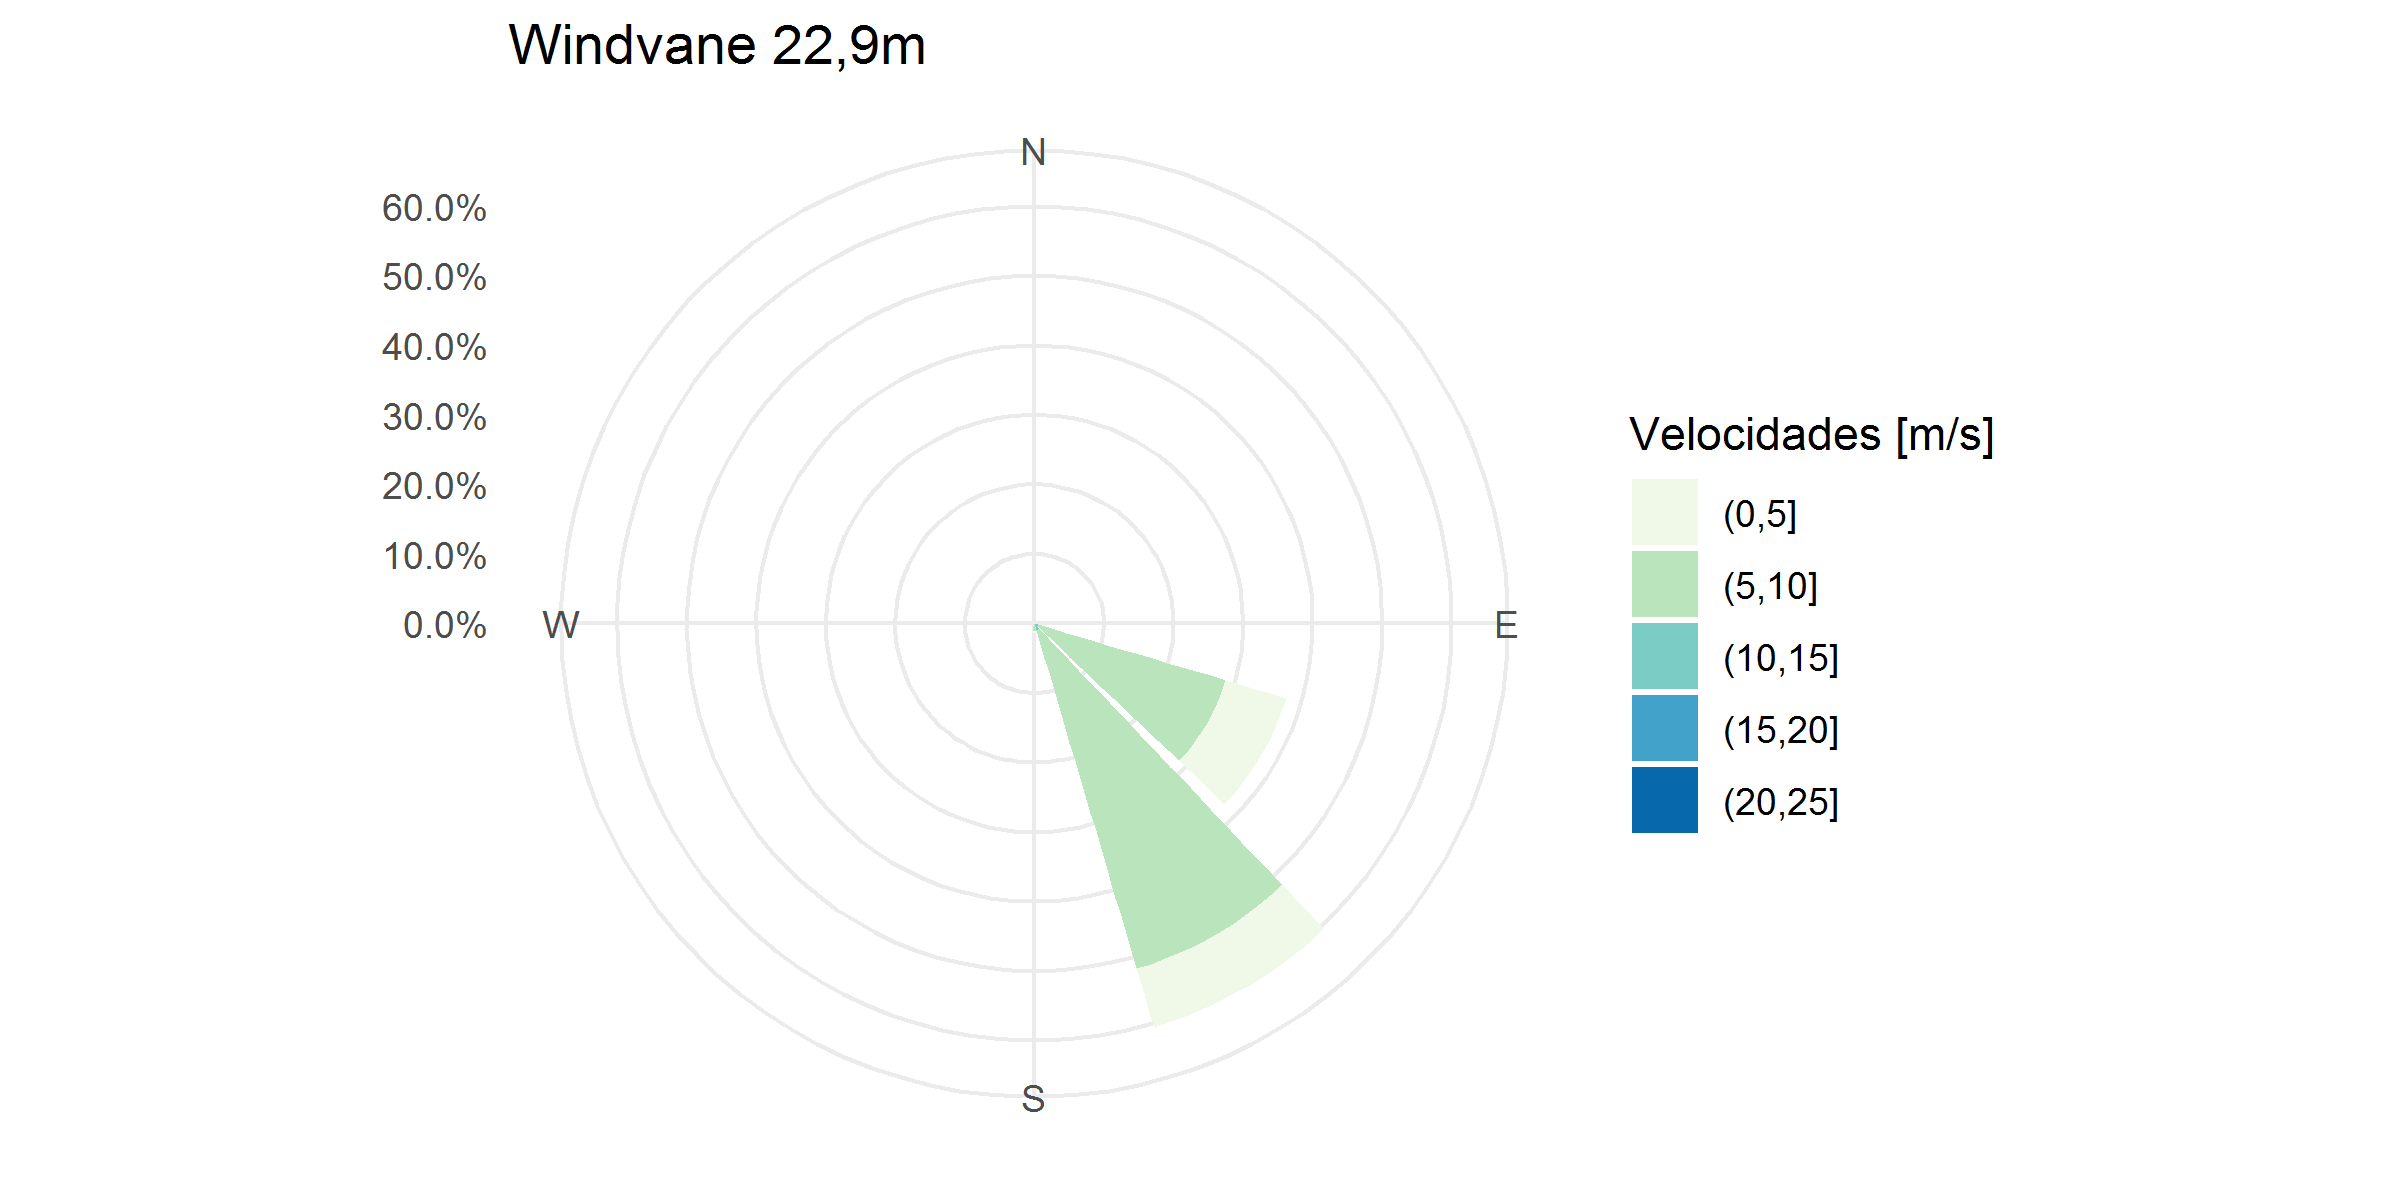 Windvane 22,9m
N
60.0%
50.0%
40.0%
30.0%
20.0%
10.0%
0.0%
W
E
S
Velocidades [m/s]
(0,5]
(5,10]
(10,15]
(15,20]
(20,25]